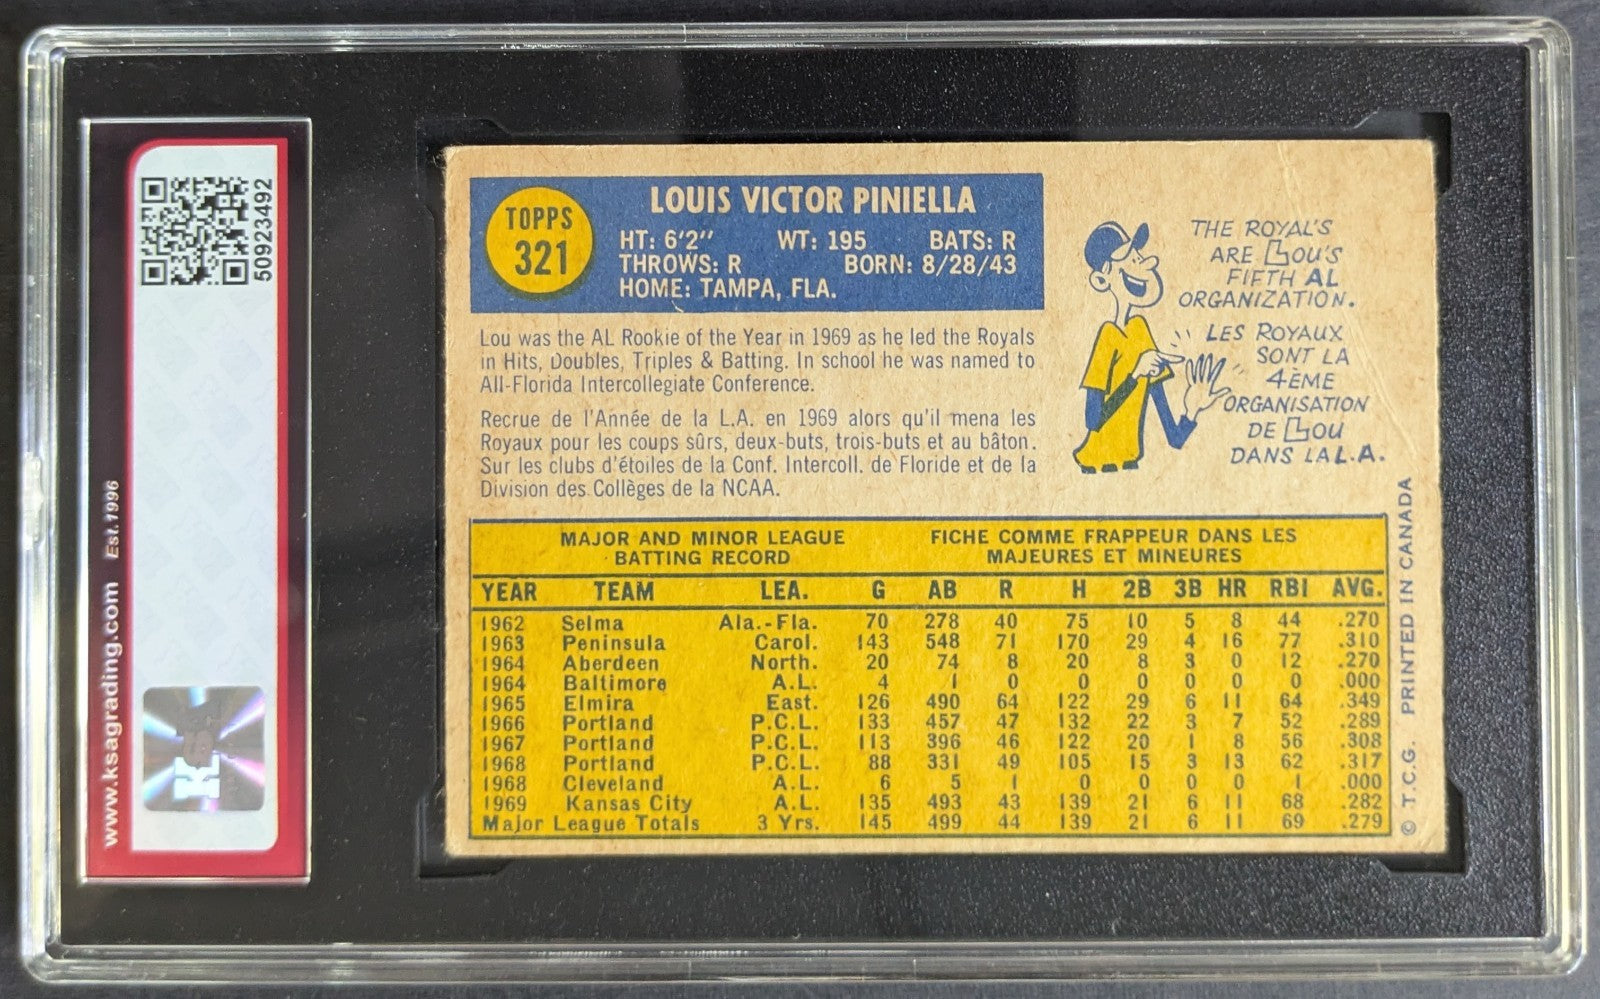 www.ksagrading.com Est.1996
50923492
KSA
TOPPS
321
LOUIS VICTOR PINIELLA
HT: 6'2" WT: 195 BATS: R
THROWS: R BORN: 8/28/43
HOME: TAMPA, FLA.
Lou was the AL Rookie of the Year in 1969 as he led the Royals
in Hits, Doubles, Triples & Batting. In school he was named to
All-Florida Intercollegiate Conference.
Recrue de l'Année de la L.A. en 1969 alors qu'il mena les
Royaux pour les coups sûrs, deux-buts, trois-buts et au bâton.
Sur les clubs d'étoiles de la Conf. Intercoll. de Floride et de la
Division des Collèges de la NCAA.
THE ROYAL'S
ARE LOU'S
FIFTH AL
ORGANIZATION.
LES ROYAUX
SONT LA
4ÈME
ORGANISATION
DE LOU
DANS LA L.A.
MAJOR AND MINOR LEAGUE
BATTING RECORD
FICHE COMME FRAPPEUR DANS LES
MAJEURES ET MINEURES
YEAR TEAM LEA. G AB R H 2B 3B HR RBI AVG.
1962 Selma Ala.-Fla. 70 278 40 75 10 5 8 44 .270
1963 Peninsula Carol. 143 548 71 170 29 4 16 77 .310
1964 Aberdeen North. 20 74 8 20 8 3 0 12 .270
1964 Baltimore A.L. 4 1 0 0 0 0 0 0 .000
1965 Elmira East. 126 490 64 122 29 6 11 64 .349
1966 Portland P.C.L. 133 457 47 132 22 3 7 52 .289
1967 Portland P.C.L. 113 396 46 122 20 1 8 56 .308
1968 Portland P.C.L. 88 331 49 105 15 3 13 62 .317
1968 Cleveland A.L. 6 5 1 0 0 0 0 1 .000
1969 Kansas City A.L. 135 493 43 139 21 6 11 68 .282
Major League Totals 3 Yrs. 145 499 44 139 21 6 11 69 .279
© T.C.G. PRINTED IN CANADA